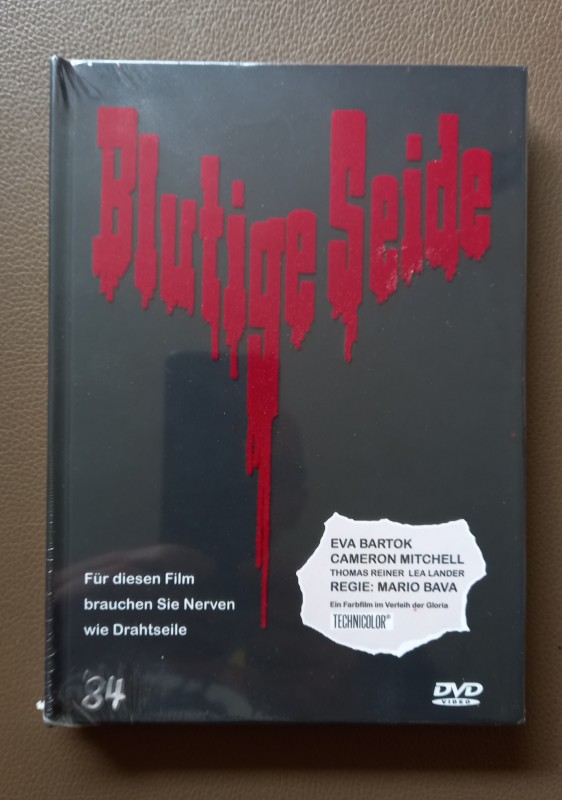 Blutige Seide
EVA BARTOK
CAMERON MITCHELL
THOMAS REINER LEA LANDER
REGIE: MARIO BAVA
Ein Farbfilm im Verleih der Gloria
TECHNICOLOR®
Für diesen Film
brauchen Sie Nerven
wie Drahtseile
'84
DVD
VIDEO